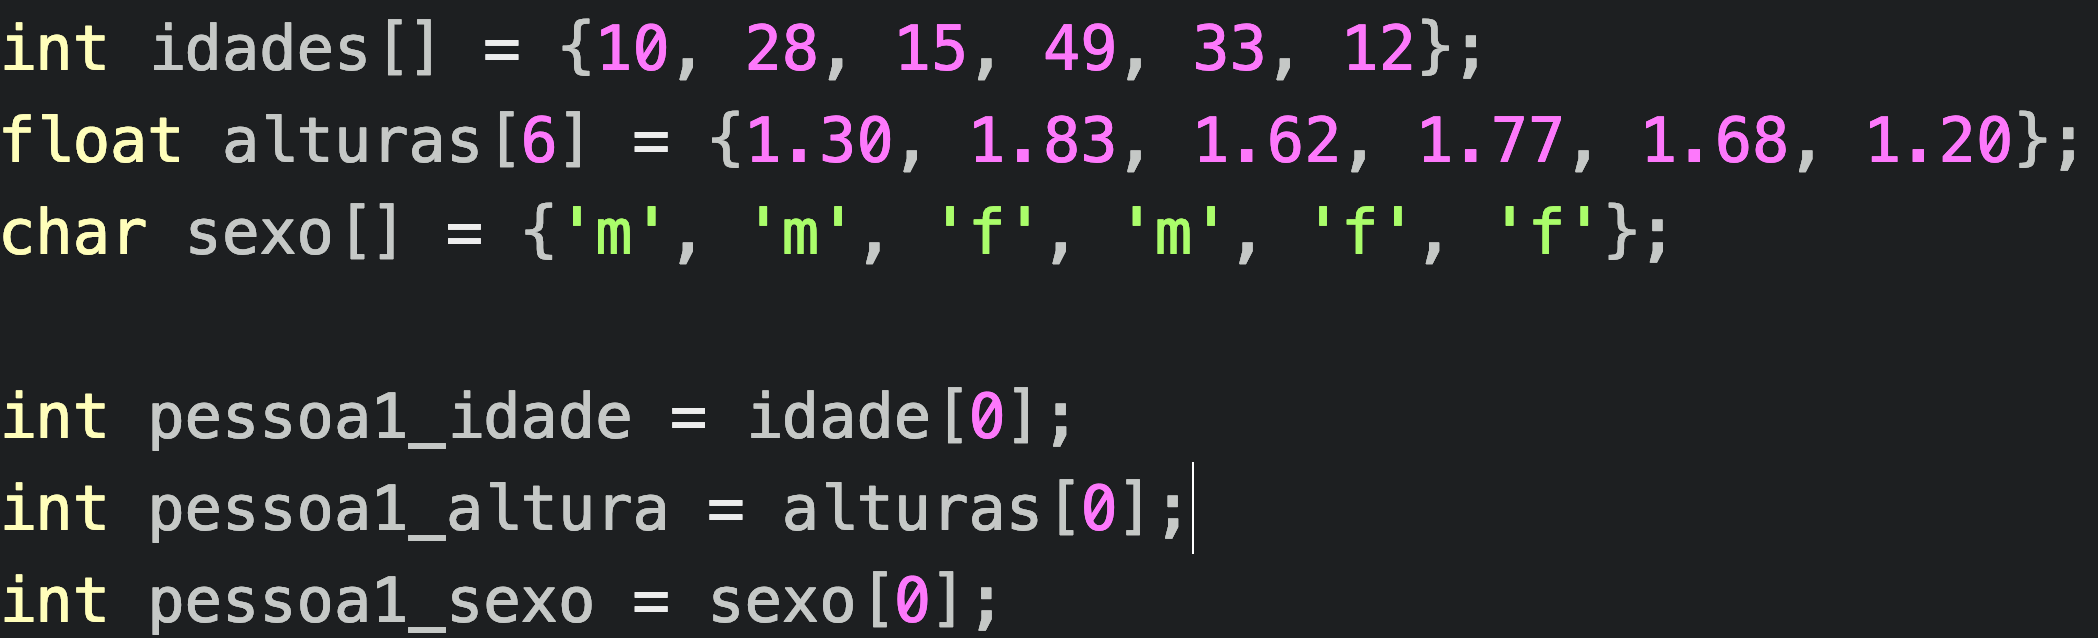 int idades[] = {10, 28, 15, 49, 33, 12};
float alturas[6] = {1.30, 1.83, 1.62, 1.77, 1.68, 1.20};
char sexo[] = {'m', 'm', 'f', 'm', 'f', 'f'};
int pessoa1_idade = idade[0];
int pessoa1_altura = alturas[0];
int pessoa1_sexo = sexo[0];